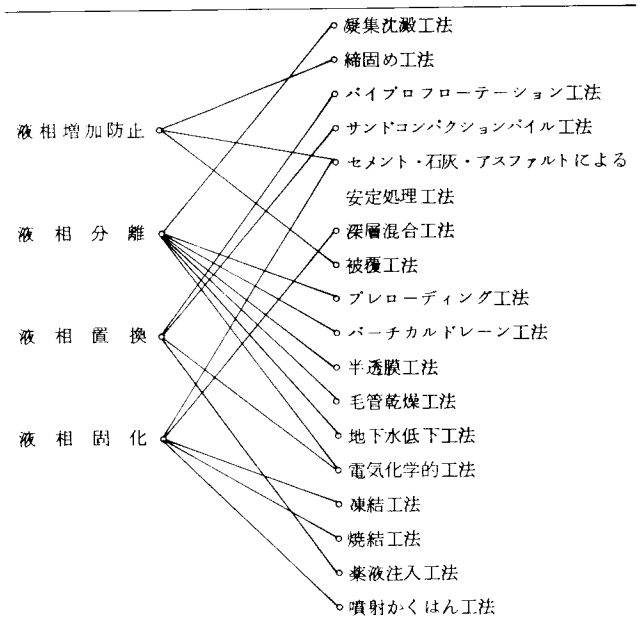 液相増加防止
液相分離
液相置換
液相固化
凝集沈澱工法
締固め工法
バイブロフローテーション工法
サンドコンパクションパイル工法
セメント・石灰・アスファルトによる
安定処理工法
深層混合工法
被覆工法
プレローディング工法
バーチカルドレーン工法
半透膜工法
毛管乾燥工法
地下水低下工法
電気化学的工法
凍結工法
焼結工法
薬液注入工法
噴射かくはん工法